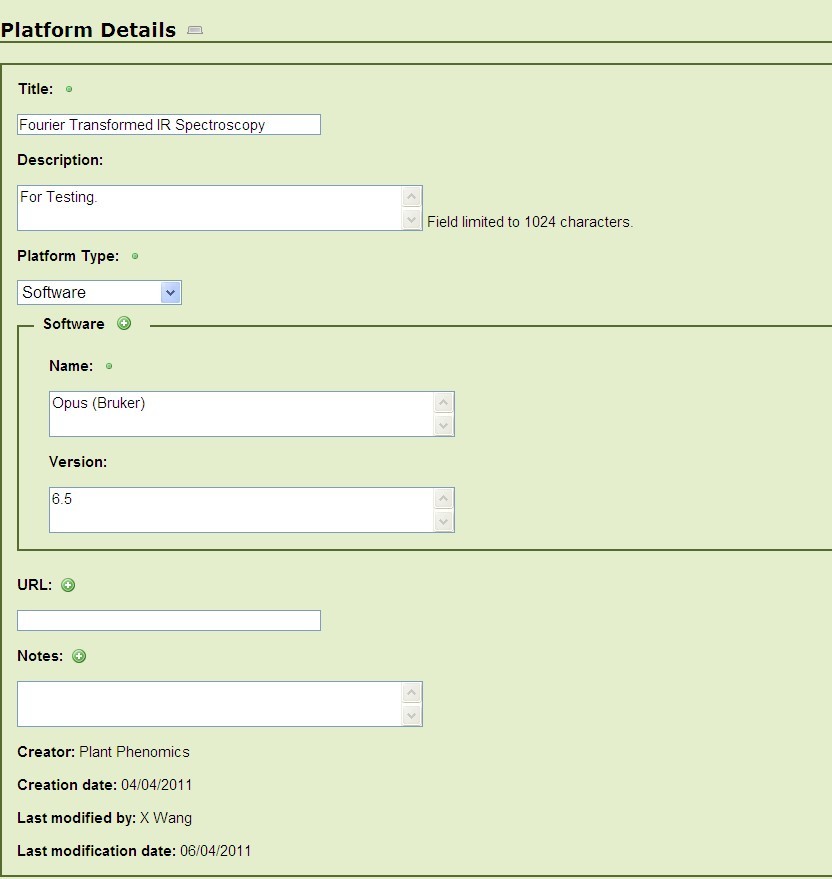 Platform Details
Title:
Fourier Transformed IR Spectroscopy
Description:
For Testing.
Field limited to 1024 characters.
Platform Type:
Software
Software
Name:
Opus (Bruker)
Version:
6.5
URL:
Notes:
Creator: Plant Phenomics
Creation date: 04/04/2011
Last modified by: X Wang
Last modification date: 06/04/2011